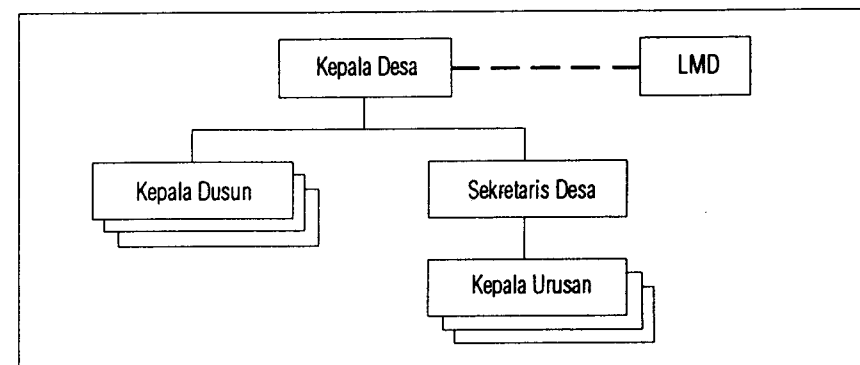 Kepala Desa
LMD
Kepala Dusun
Sekretaris Desa
Kepala Urusan